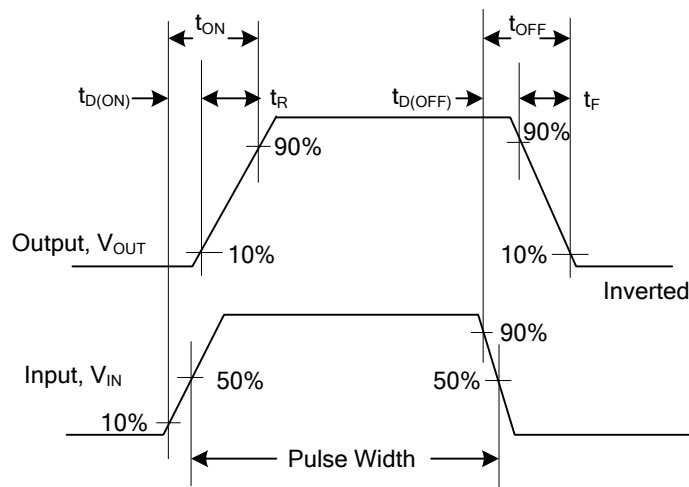 tON tOFF
tD(ON) tR tD(OFF) tF
90% 90%
Output, VOUT 10% 10%
Inverted
90%
Input, VIN 50% 50%
10%
Pulse Width